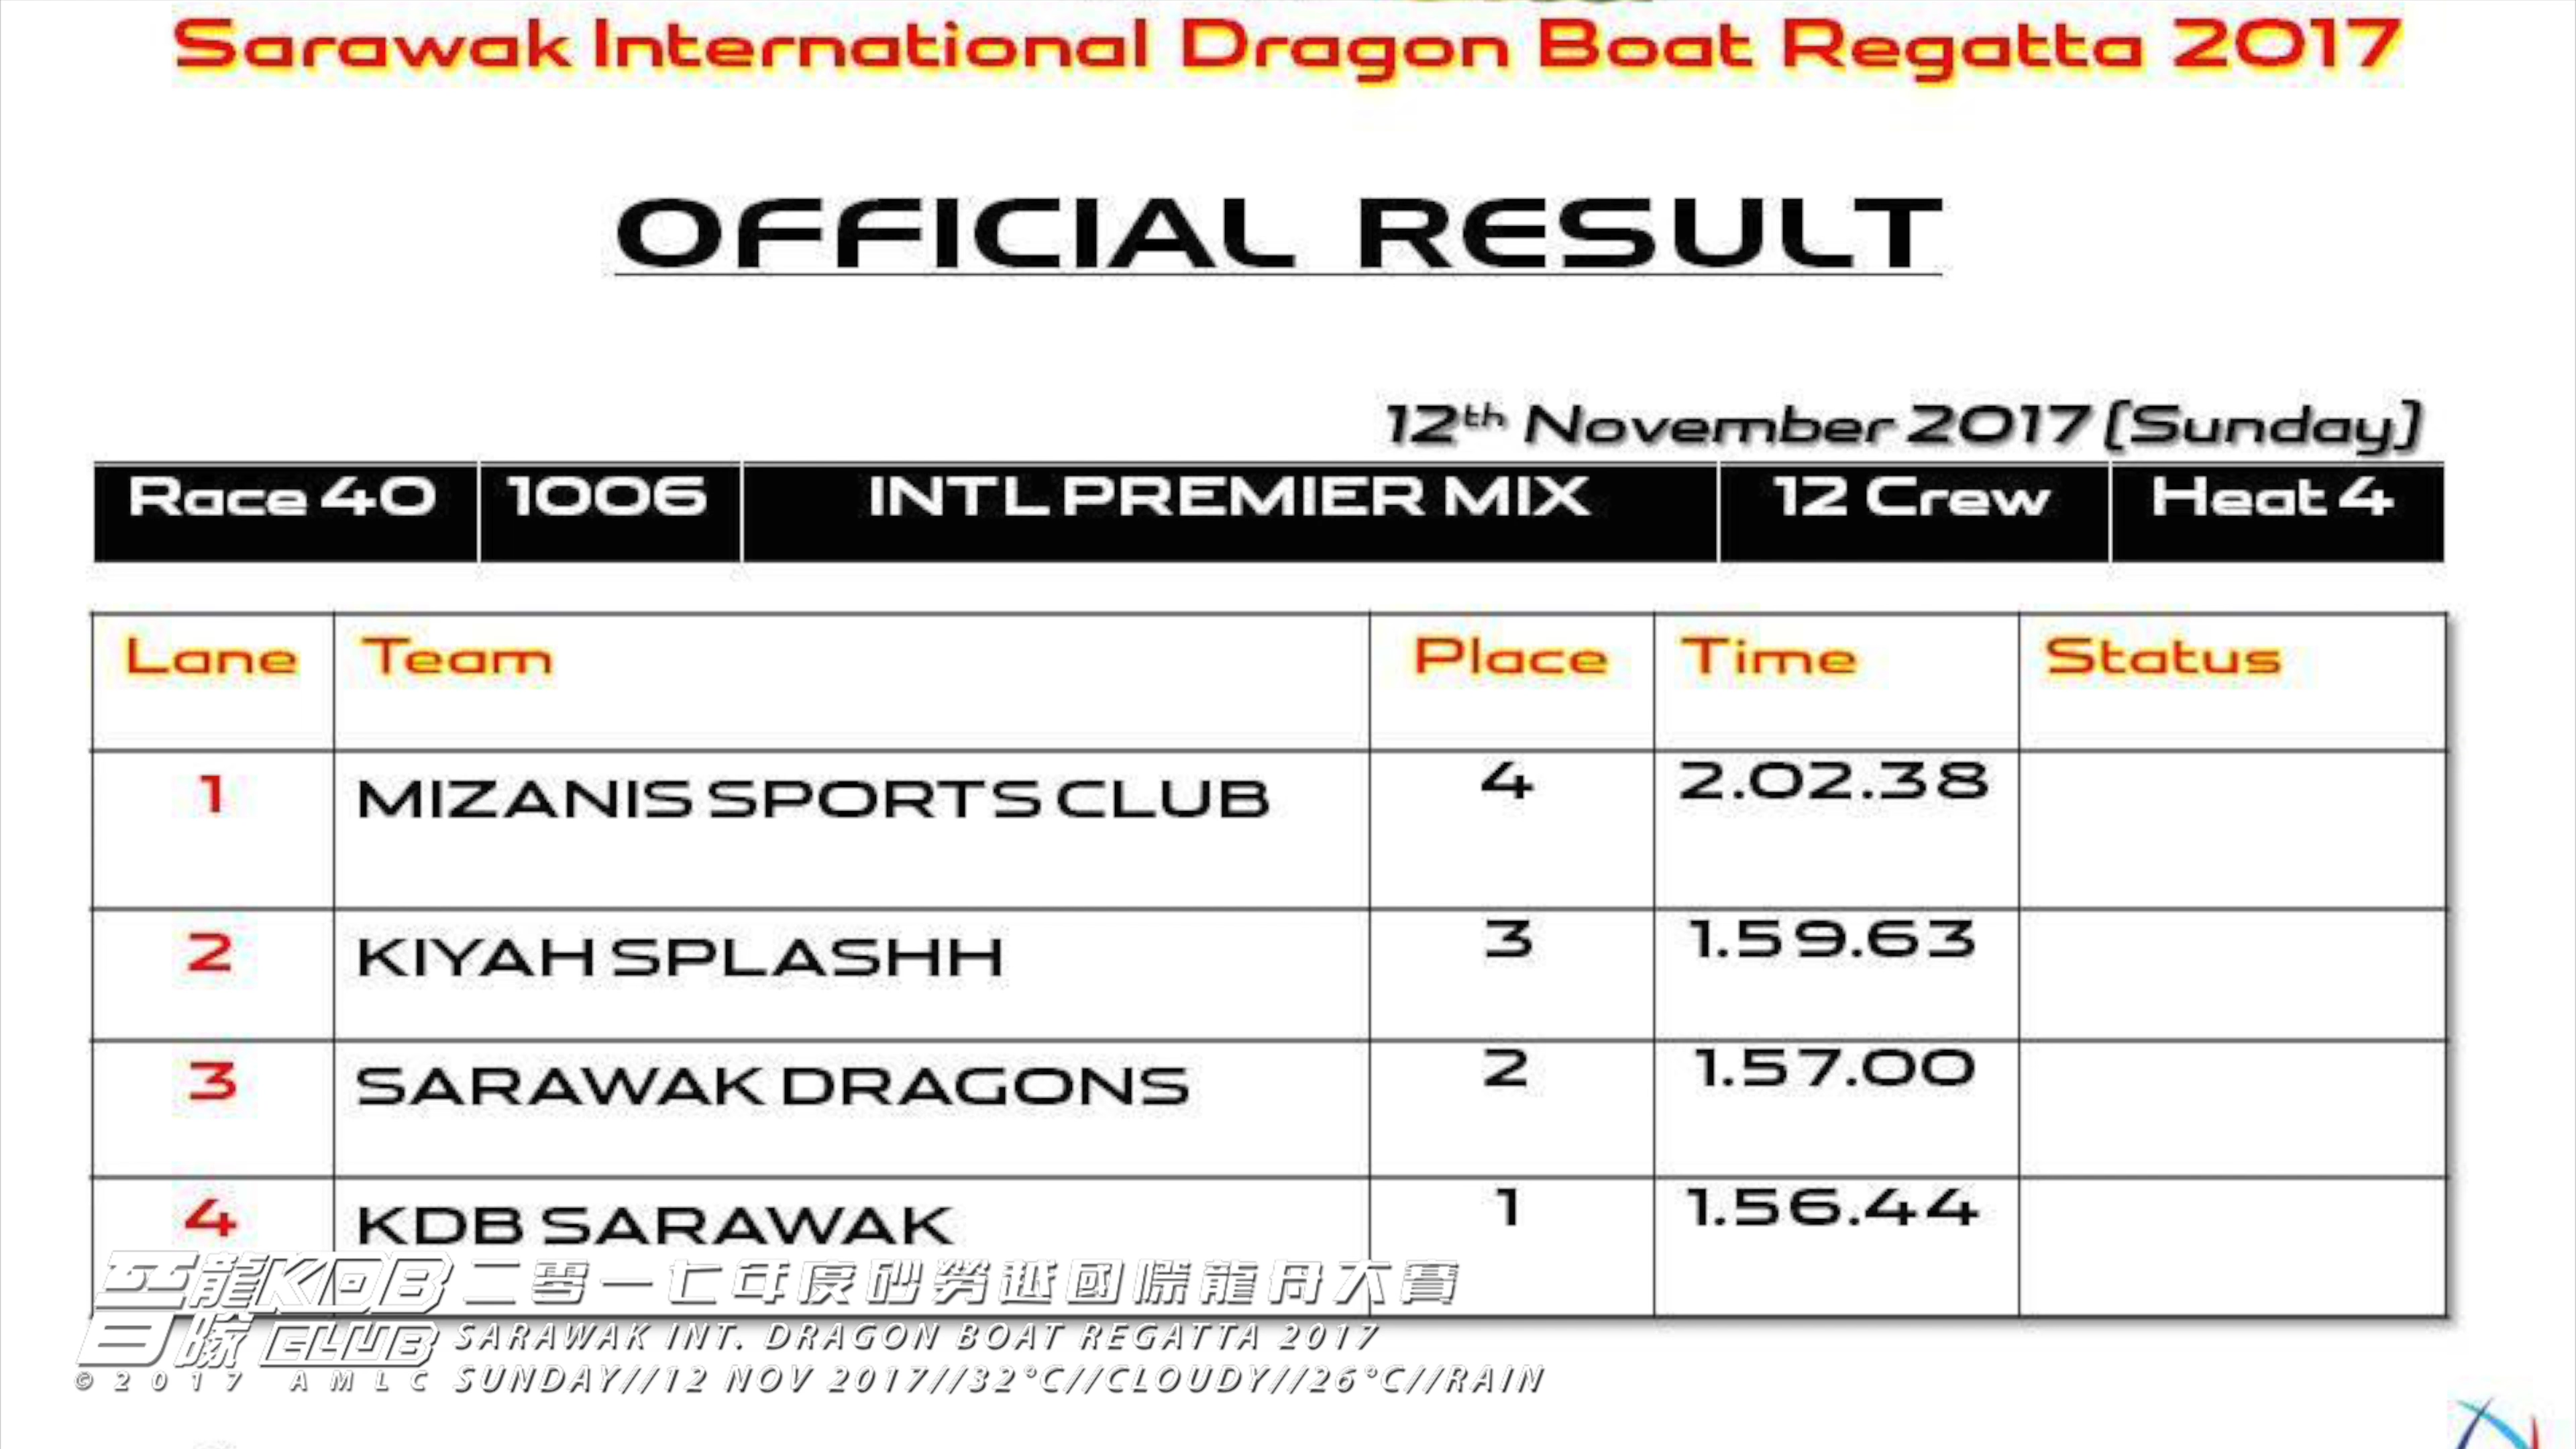 Sarawak International Dragon Boat Regatta 2017
OFFICIAL RESULT
12th November 2017 (Sunday)
Race 40 1006 INTL PREMIER MIX 12 Crew Heat 4
Lane Team Place Time Status
1 MIZANIS SPORTS CLUB 4 2.02.38
2 KIYAH SPLASHH 3 1.59.63
3 SARAWAK DRAGONS 2 1.57.00
4 KDB SARAWAK 1 1.56.44
晉龍隊 KDB CLUB
二零一七年度砂勞越國際龍舟大賽
SARAWAK INT. DRAGON BOAT REGATTA 2017
© 2017 AMLC SUNDAY//12 NOV 2017//32°C//CLOUDY//26°C//RAIN